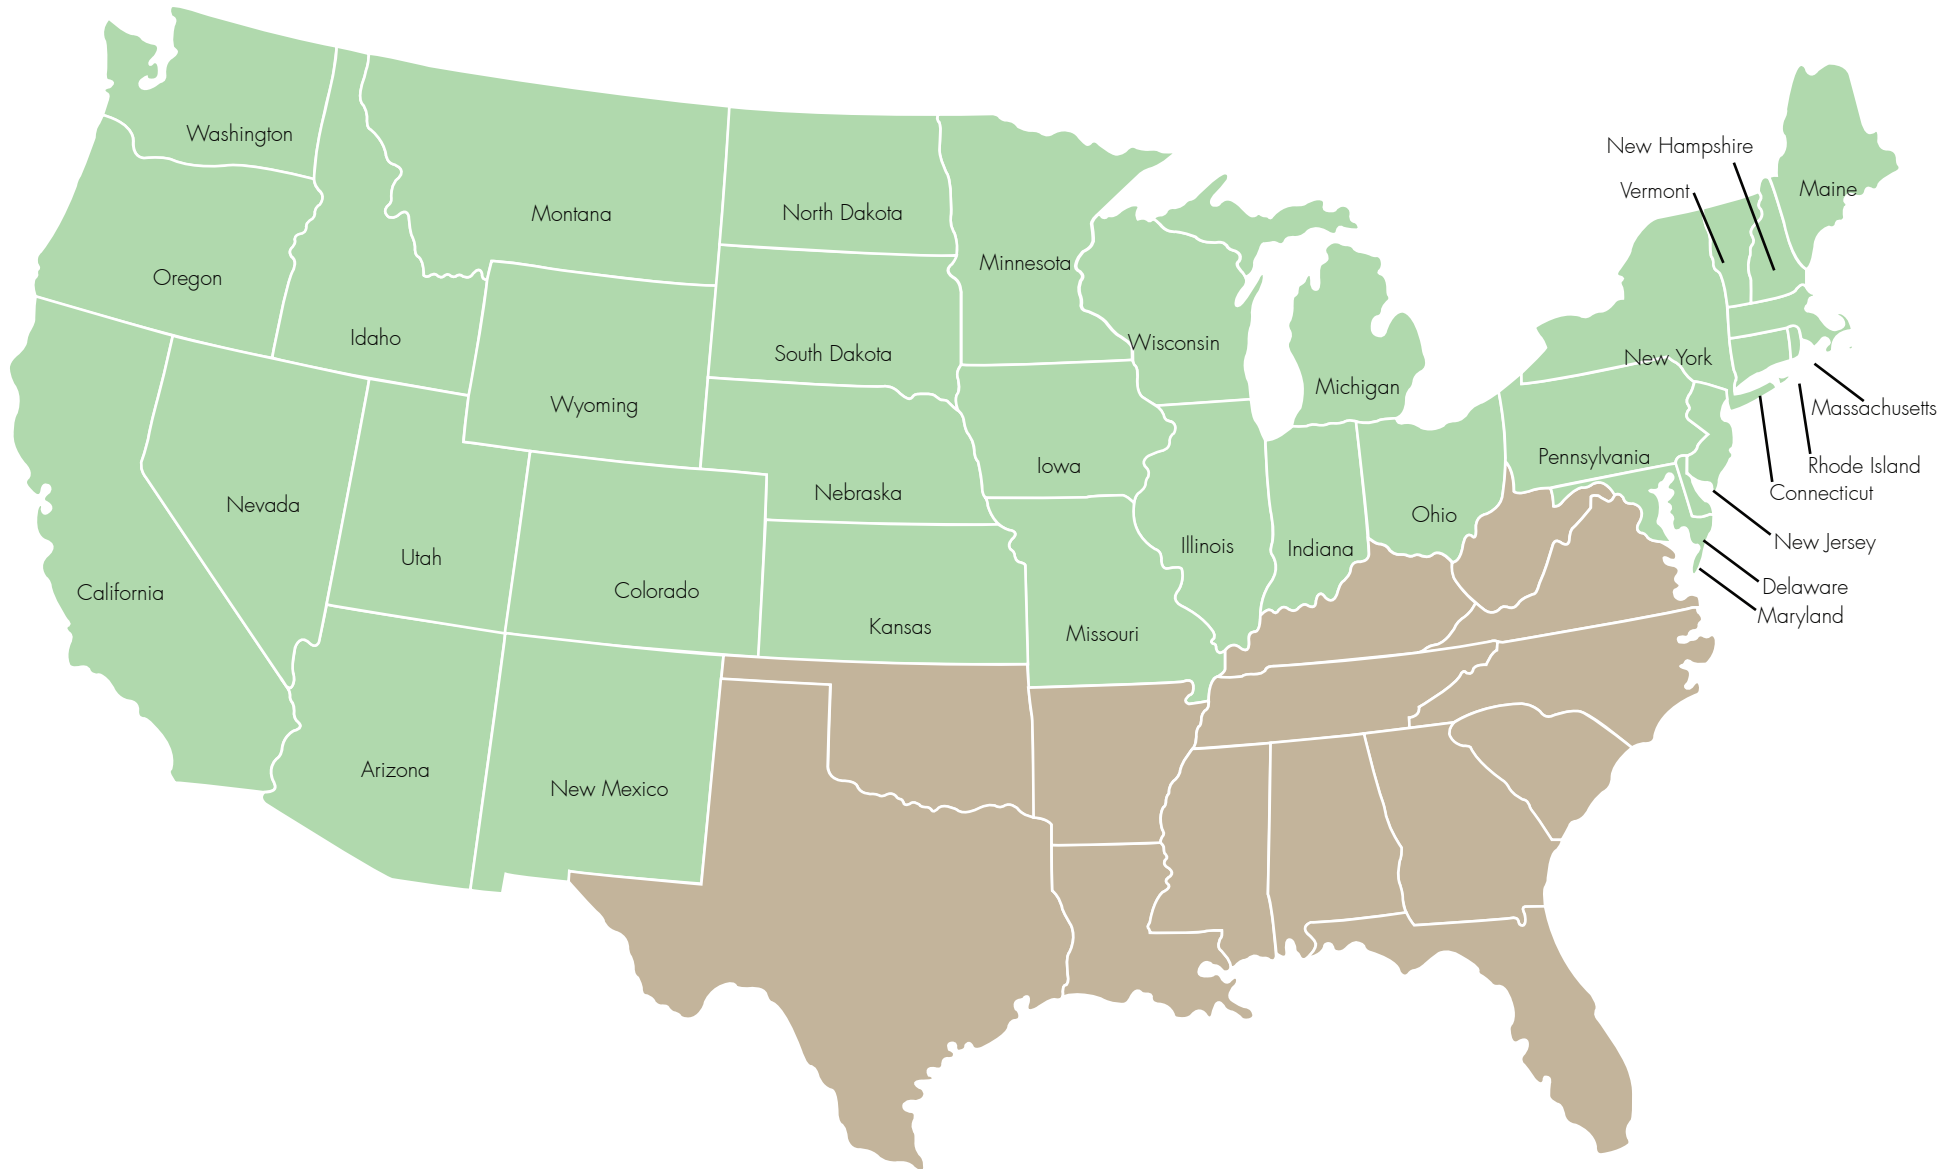 Washington
New Hampshire
Vermont
Maine
Montana
North Dakota
Minnesota
Oregon
Idaho
South Dakota
Wisconsin
New York
Michigan
Wyoming
Massachusetts
Iowa
Pennsylvania
Rhode Island
Connecticut
Nebraska
Nevada
Ohio
New Jersey
Illinois
Indiana
Utah
Colorado
California
Delaware
Maryland
Kansas
Missouri
Arizona
New Mexico